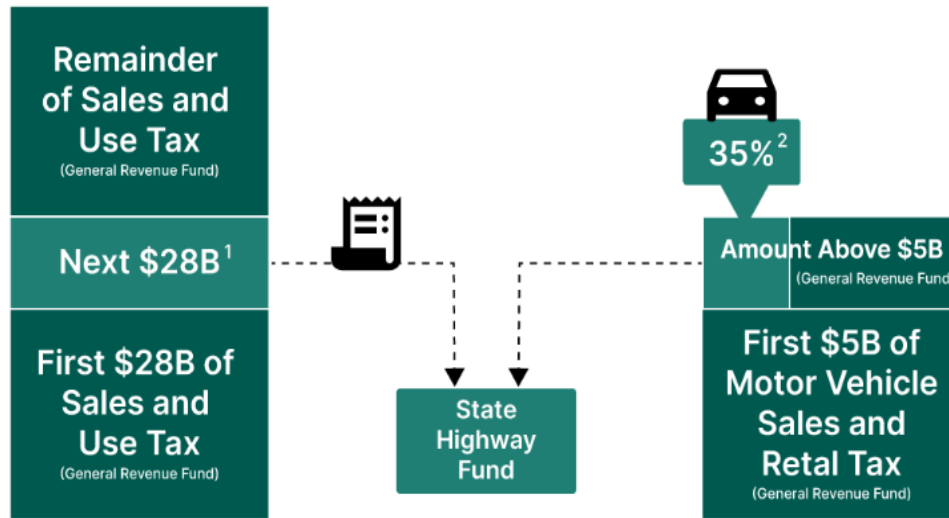 Remainder
of Sales and
Use Tax
(General Revenue Fund)
Next $28B¹
First $28B of
Sales and
Use Tax
(General Revenue Fund)
State
Highway
Fund
35%²
Amount Above $5B
(General Revenue Fund
First $5B of
Motor Vehicle
Sales and
Retal Tax
(General Revenue Fund)